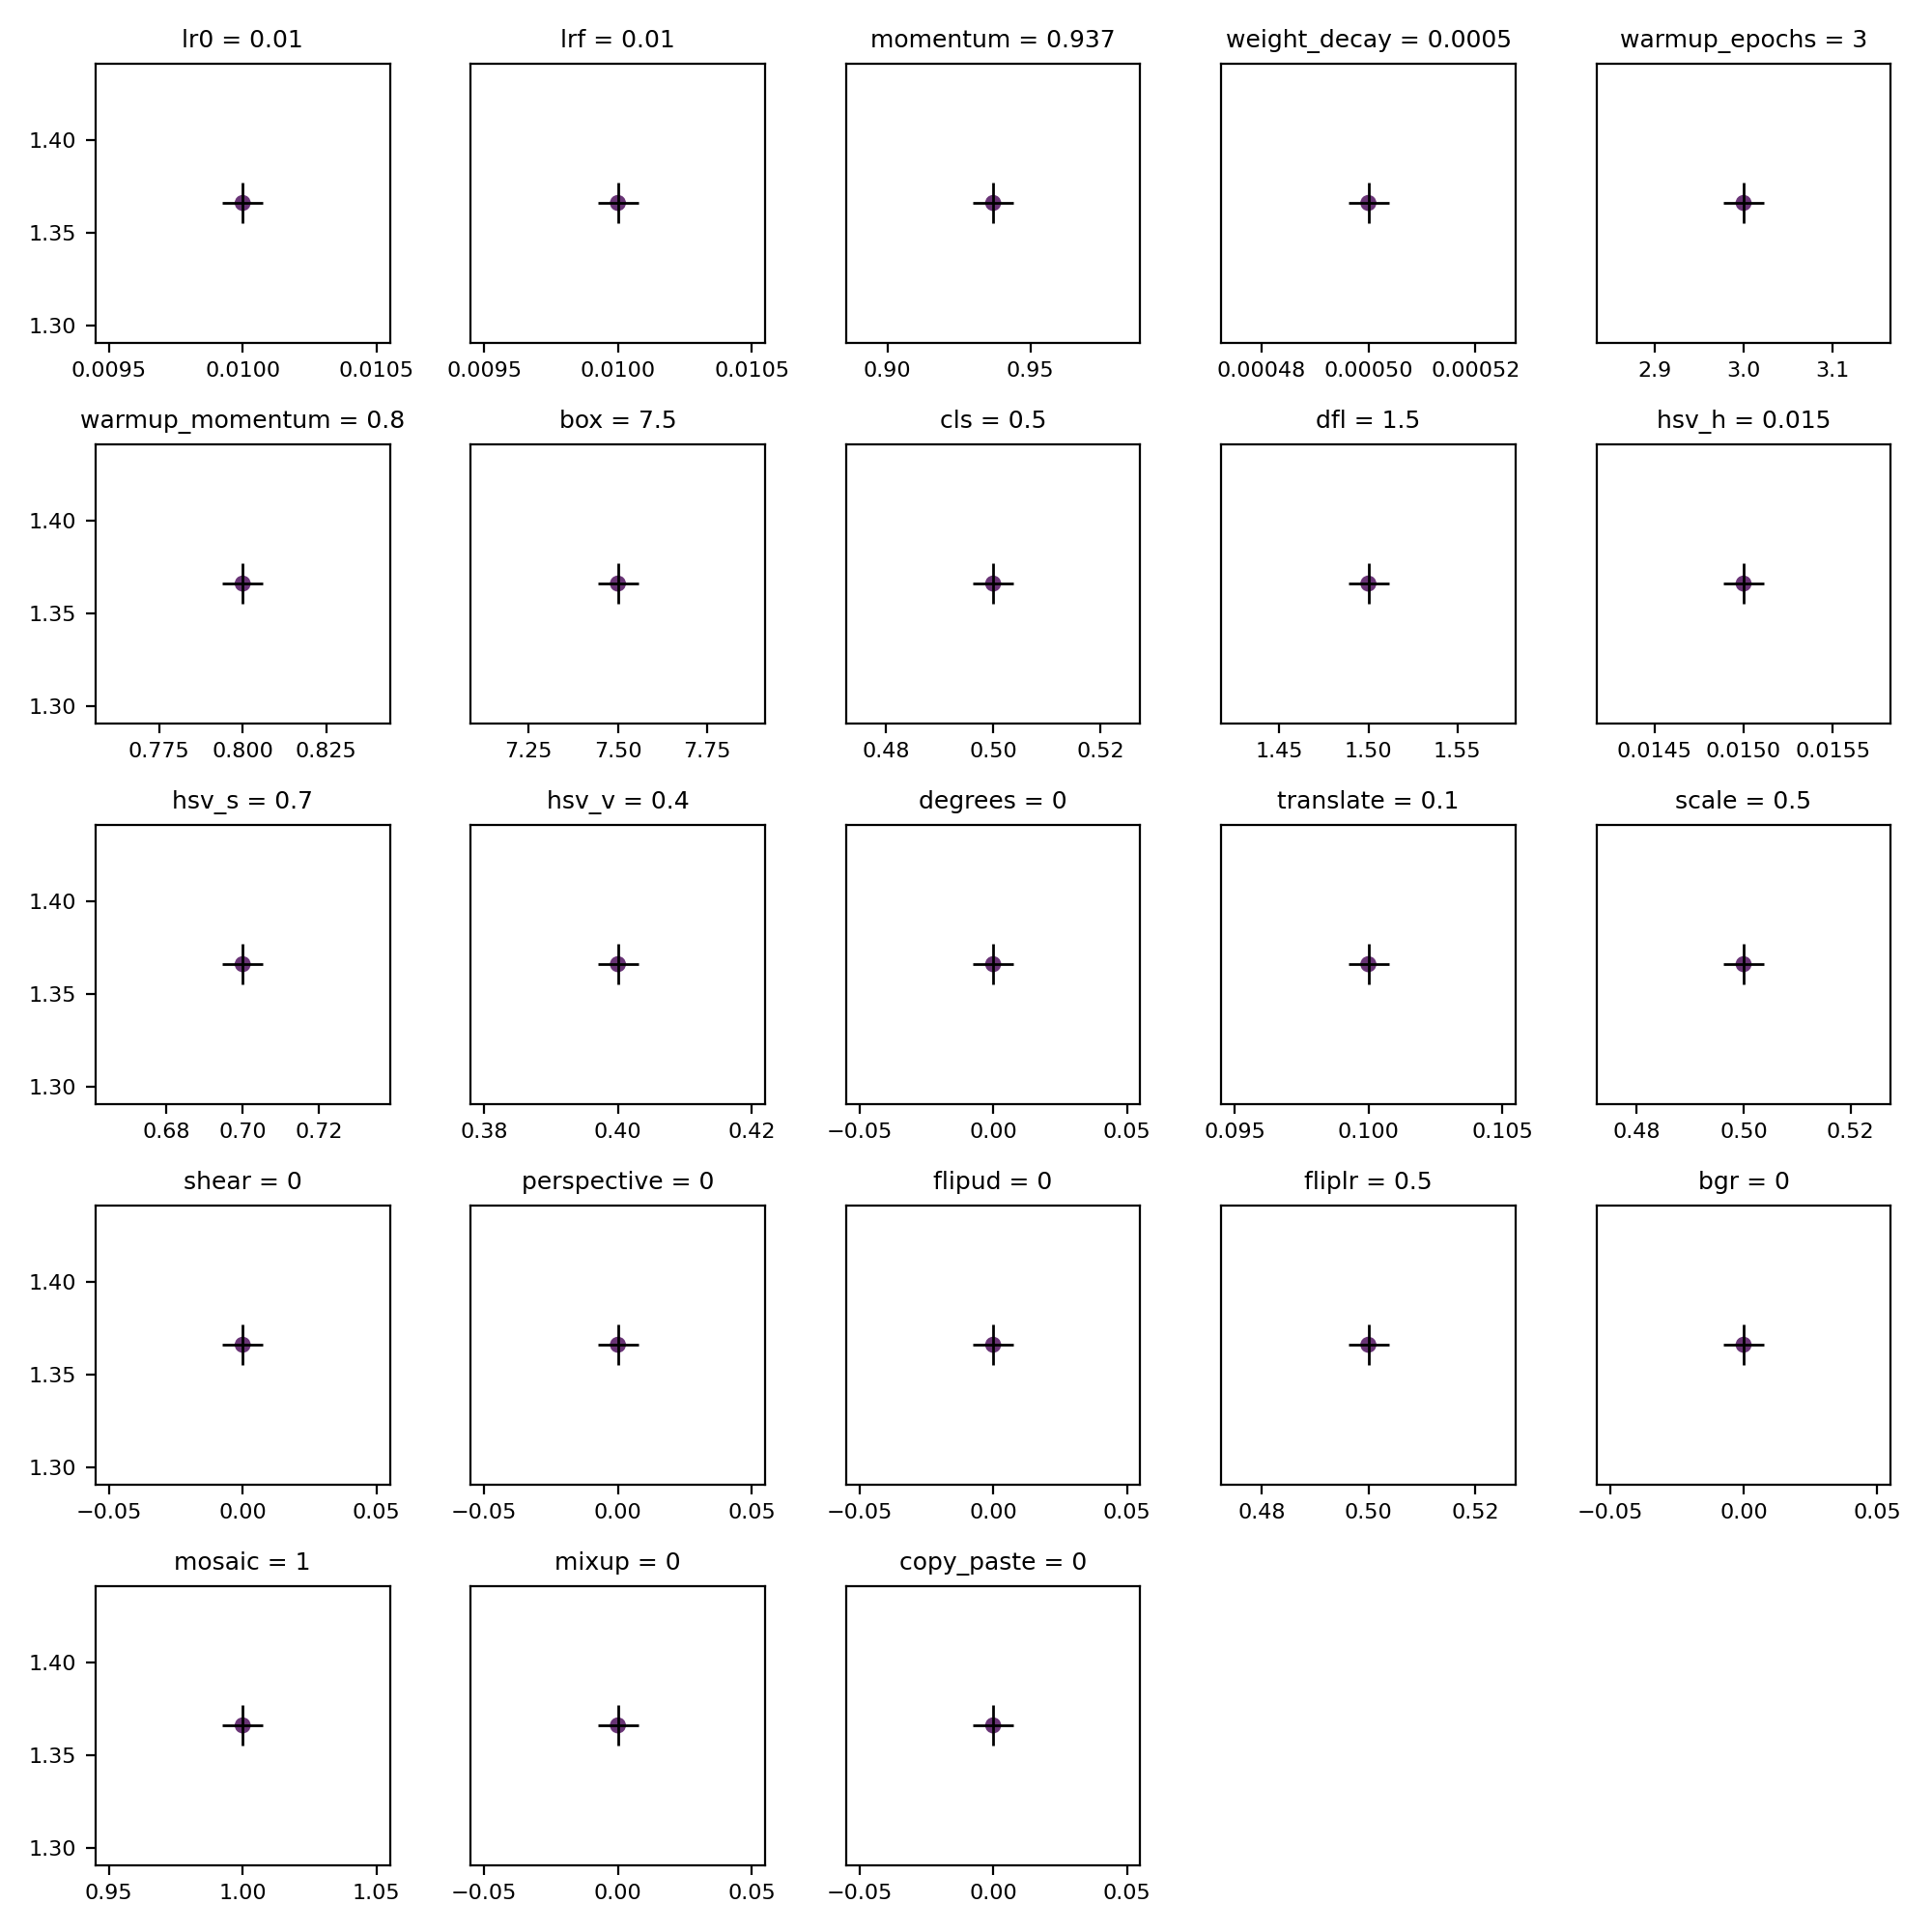 lr0 = 0.01 lrf = 0.01 momentum = 0.937 weight_decay = 0.0005 warmup_epochs = 3
1.40
1.35
1.30
0.0095 0.0100 0.0105 0.0095 0.0100 0.0105 0.90 0.95 0.00048 0.00050 0.00052 2.9 3.0 3.1
warmup_momentum = 0.8 box = 7.5 cls = 0.5 dfl = 1.5 hsv_h = 0.015
1.40
1.35
1.30
0.775 0.800 0.825 7.25 7.50 7.75 0.48 0.50 0.52 1.45 1.50 1.55 0.0145 0.0150 0.0155
hsv_s = 0.7 hsv_v = 0.4 degrees = 0 translate = 0.1 scale = 0.5
1.40
1.35
1.30
0.68 0.70 0.72 0.38 0.40 0.42 −0.05 0.00 0.05 0.095 0.100 0.105 0.48 0.50 0.52
shear = 0 perspective = 0 flipud = 0 fliplr = 0.5 bgr = 0
1.40
1.35
1.30
−0.05 0.00 0.05 −0.05 0.00 0.05 −0.05 0.00 0.05 0.48 0.50 0.52 −0.05 0.00 0.05
mosaic = 1 mixup = 0 copy_paste = 0
1.40
1.35
1.30
0.95 1.00 1.05 −0.05 0.00 0.05 −0.05 0.00 0.05